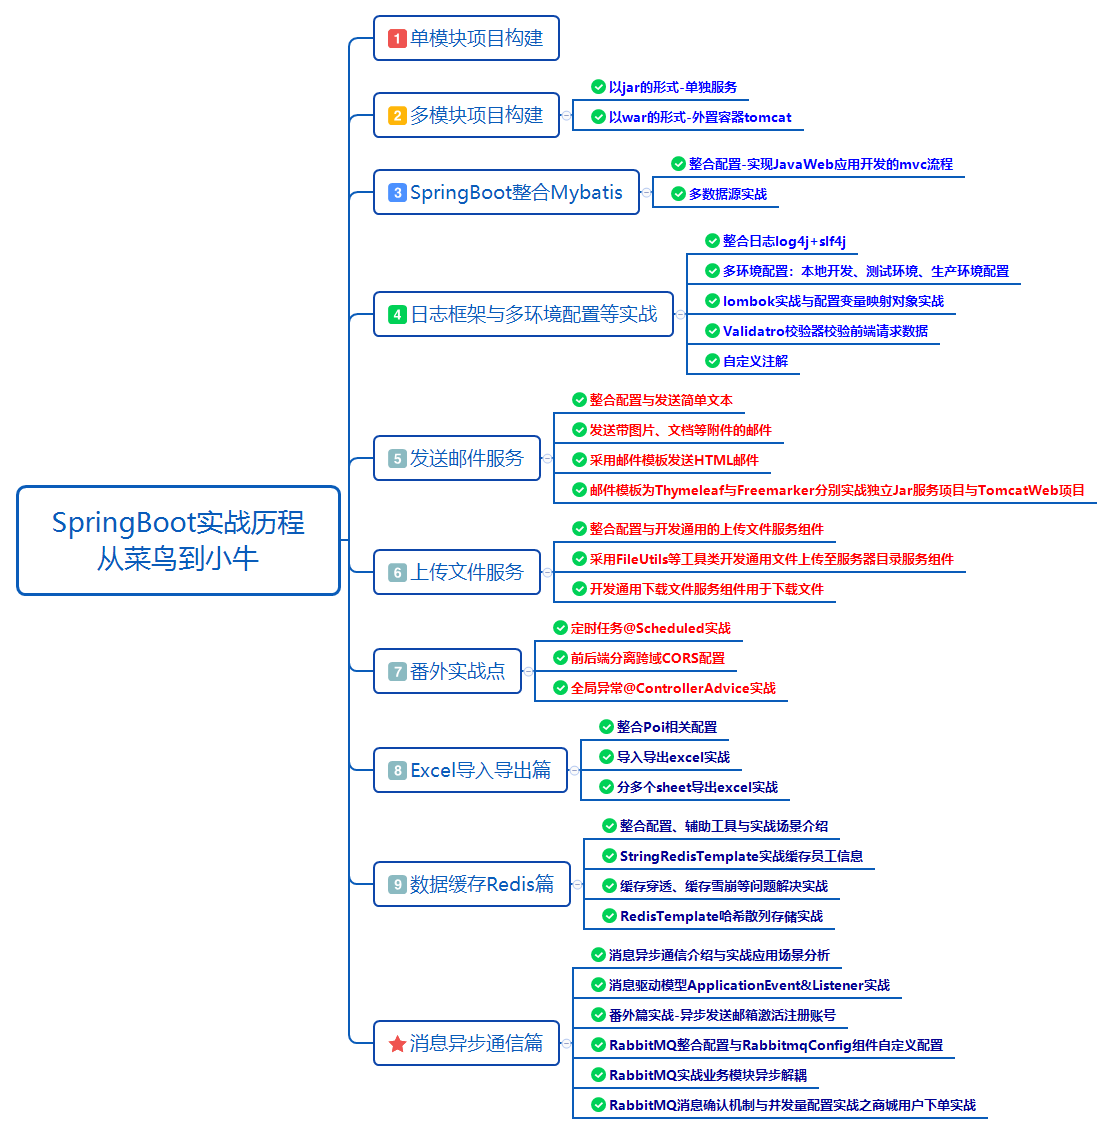 SpringBoot实战历程
从菜鸟到小牛
1 单模块项目构建
2 多模块项目构建
以jar的形式-单独服务
以war的形式-外置容器tomcat
3 SpringBoot整合Mybatis
整合配置-实现JavaWeb应用开发的mvc流程
多数据源实战
4 日志框架与多环境配置等实战
整合日志log4j+slf4j
多环境配置：本地开发、测试环境、生产环境配置
lombok实战与配置变量映射对象实战
Validatro校验器校验前端请求数据
自定义注解
5 发送邮件服务
整合配置与发送简单文本
发送带图片、文档等附件的邮件
采用邮件模板发送HTML邮件
邮件模板为Thymeleaf与Freemarker分别实战独立Jar服务项目与TomcatWeb项目
6 上传文件服务
整合配置与开发通用的上传文件服务组件
采用FileUtils等工具类开发通用文件上传至服务器目录服务组件
开发通用下载文件服务组件用于下载文件
7 番外实战点
定时任务@Scheduled实战
前后端分离跨域CORS配置
全局异常@ControllerAdvice实战
8 Excel导入导出篇
整合Poi相关配置
导入导出excel实战
分多个sheet导出excel实战
9 数据缓存Redis篇
整合配置、辅助工具与实战场景介绍
StringRedisTemplate实战缓存员工信息
缓存穿透、缓存雪崩等问题解决实战
RedisTemplate哈希散列存储实战
消息异步通信篇
消息异步通信介绍与实战应用场景分析
消息驱动模型ApplicationEvent&Listener实战
番外篇实战-异步发送邮箱激活注册账号
RabbitMQ整合配置与RabbitmqConfig组件自定义配置
RabbitMQ实战业务模块异步解耦
RabbitMQ消息确认机制与并发量配置实战之商城用户下单实战